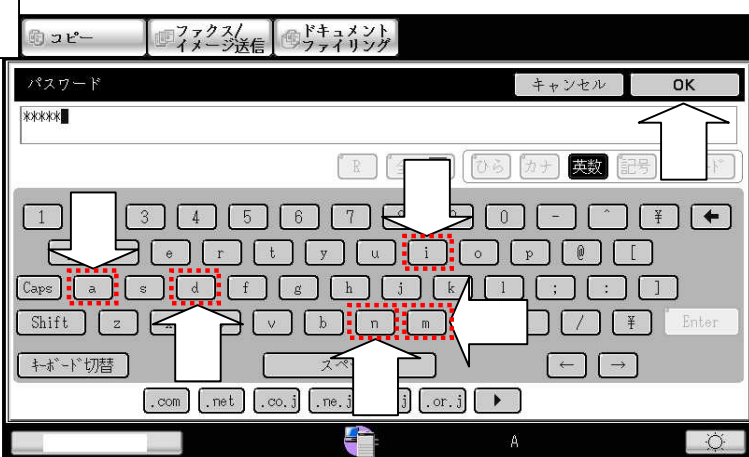 コピー ファクス/ ドキュメント
イメージ送信 ファイリング
パスワード キャンセル OK
*****
R ひら カナ 英数 記号
1 3 4 5 6 7 0 - ^ ¥ ←
e r t y u i o p @ [
Caps a s d f g h j k l ; : ]
Shift z v b n m / ¥ Enter
キーボード切替 ← →
.com .net .co.j .ne.j j .or.j
A